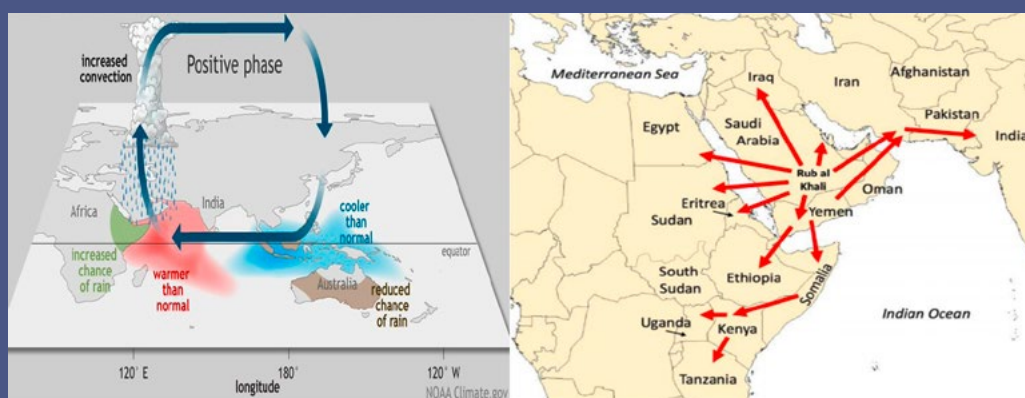 increased
convection
Positive phase
Africa
India
cooler
than
normal
equator
increased
chance
of rain
warmer
than
normal
Australia
reduced
chance
of rain
120° E
180°
120° W
longitude
NOAA Climate.gov
Mediterranean Sea
Iraq
Iran
Afghanistan
Pakistan
India
Egypt
Saudi
Arabia
Rub al
Khali
Oman
Eritrea
Sudan
Yemen
South
Sudan
Ethiopia
Somalia
Uganda
Kenya
Indian Ocean
Tanzania